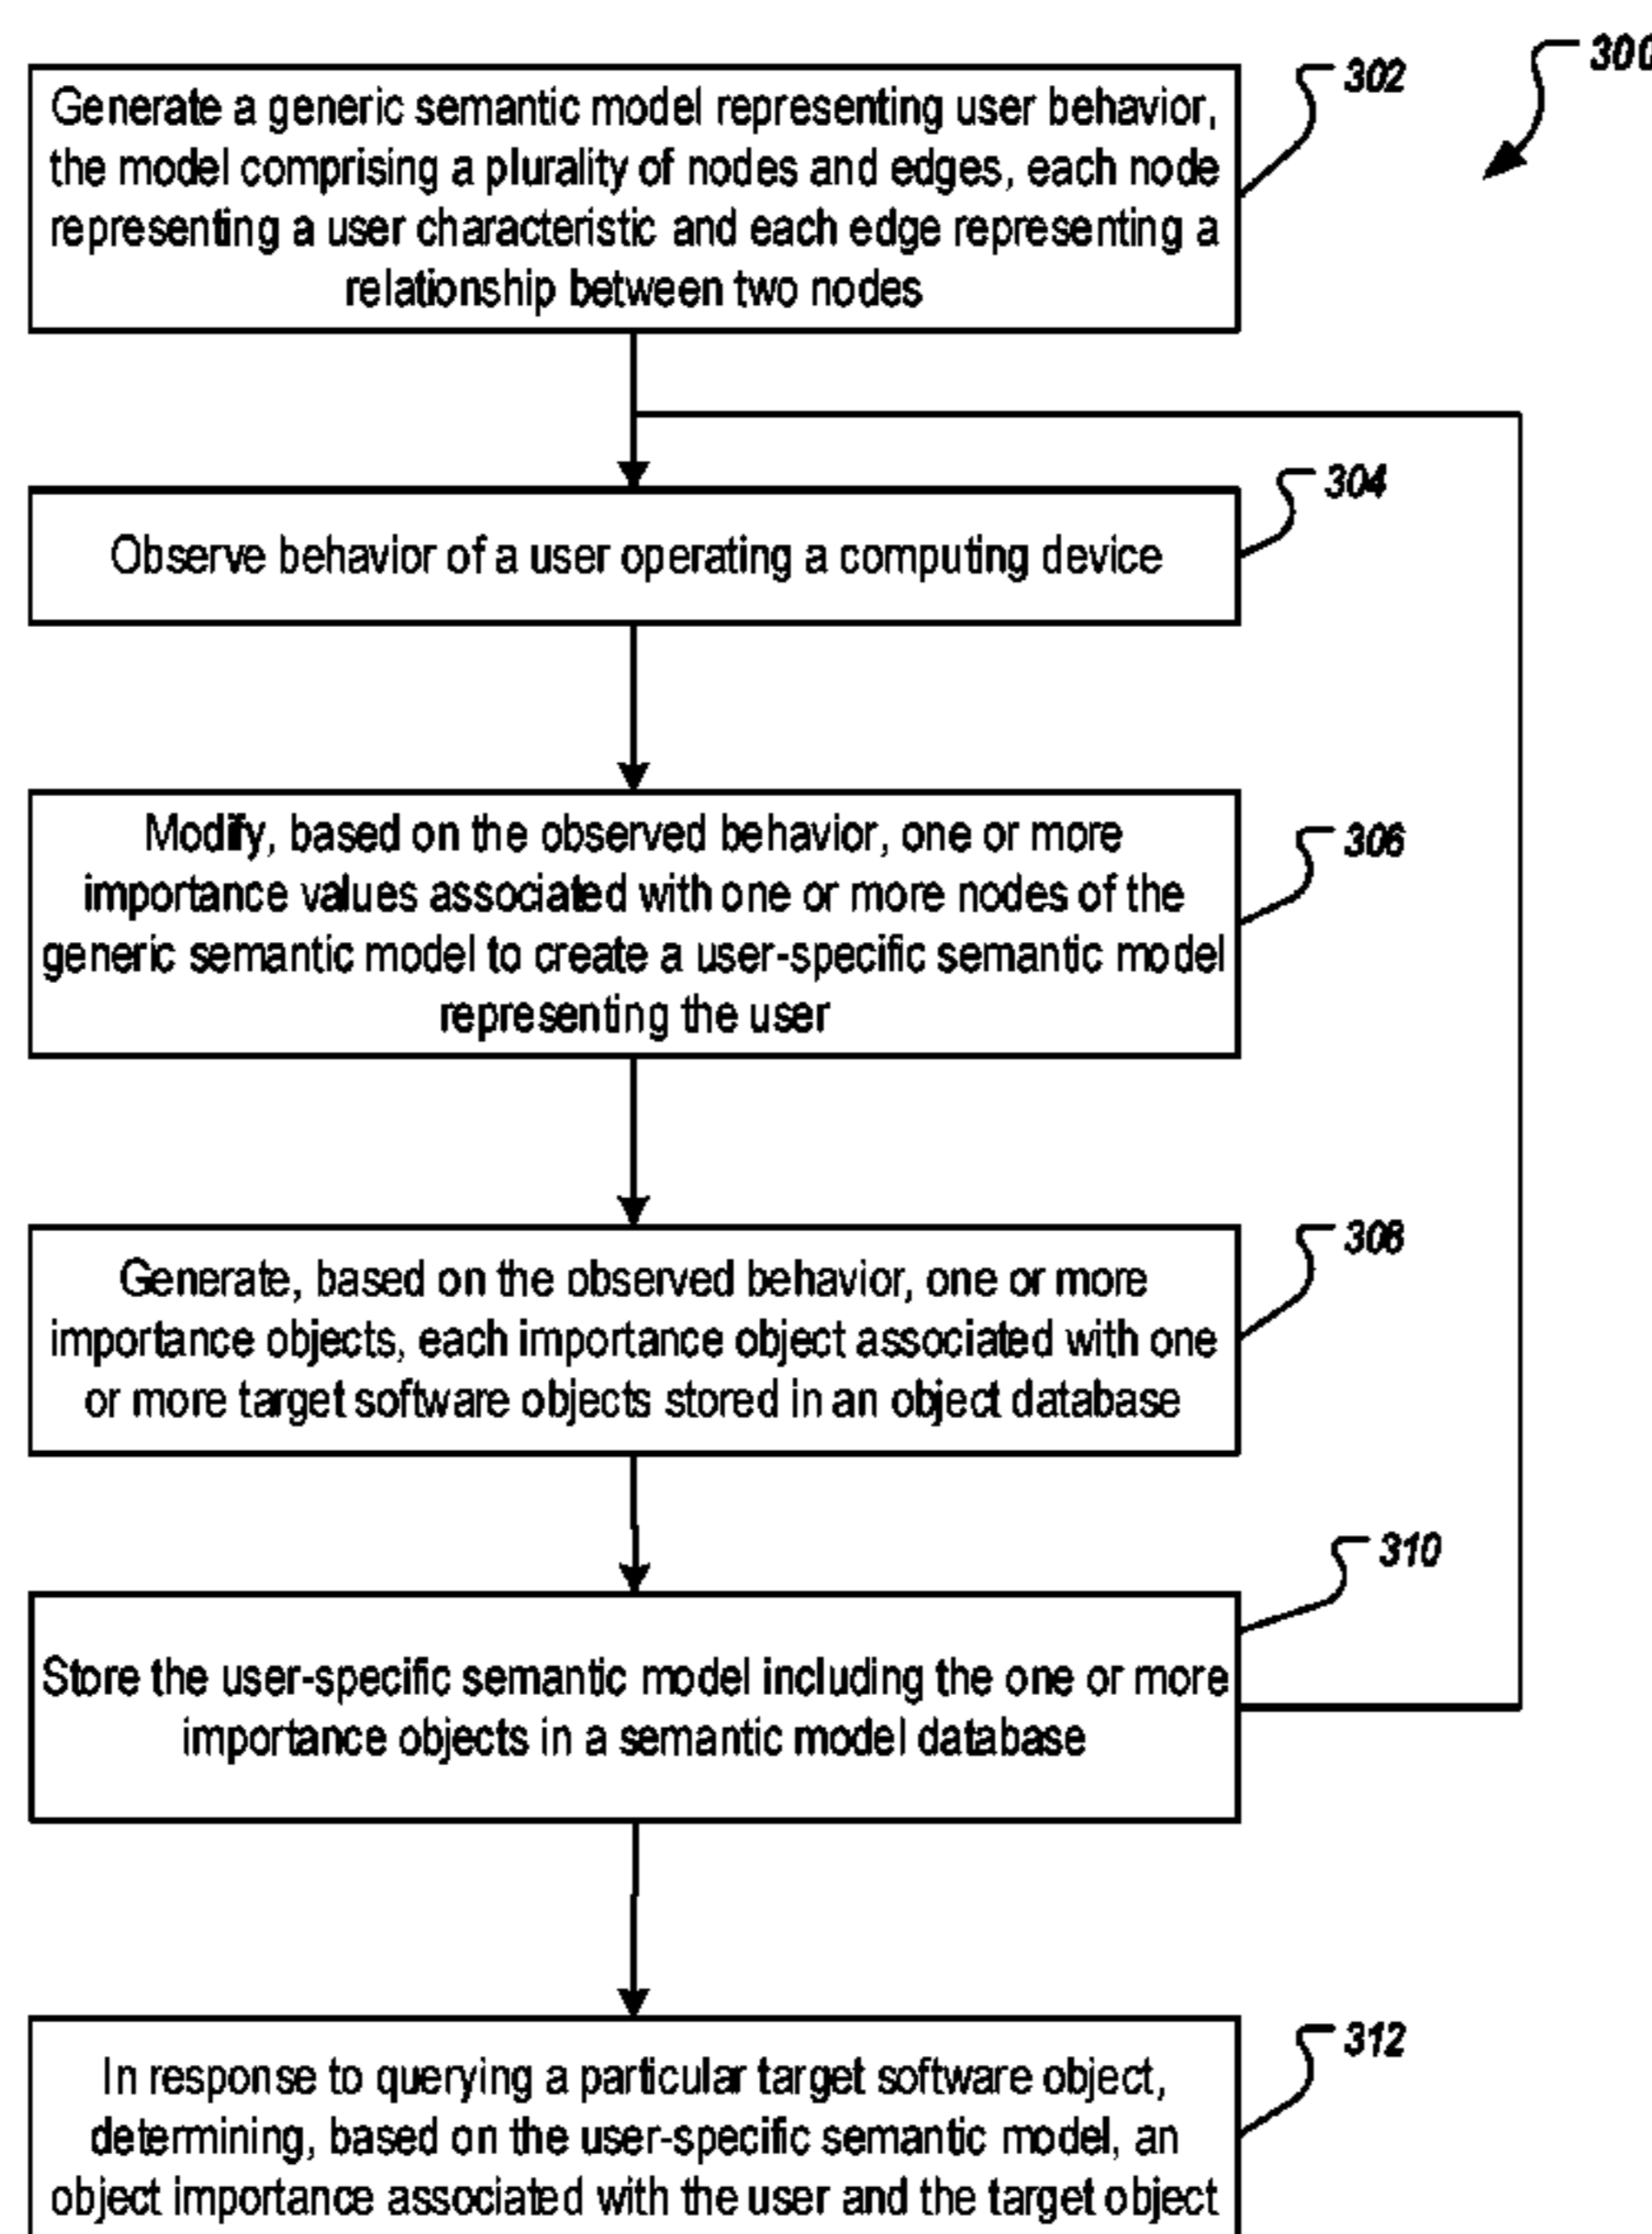 300
302
Generate a generic semantic model representing user behavior,
the model comprising a plurality of nodes and edges, each node
representing a user characteristic and each edge representing a
relationship between two nodes
304
Observe behavior of a user operating a computing device
306
Modify, based on the observed behavior, one or more
importance values associated with one or more nodes of the
generic semantic model to create a user-specific semantic model
representing the user
308
Generate, based on the observed behavior, one or more
importance objects, each importance object associated with one
or more target software objects stored in an object database
310
Store the user-specific semantic model including the one or more
importance objects in a semantic model database
312
In response to querying a particular target software object,
determining, based on the user-specific semantic model, an
object importance associated with the user and the target object